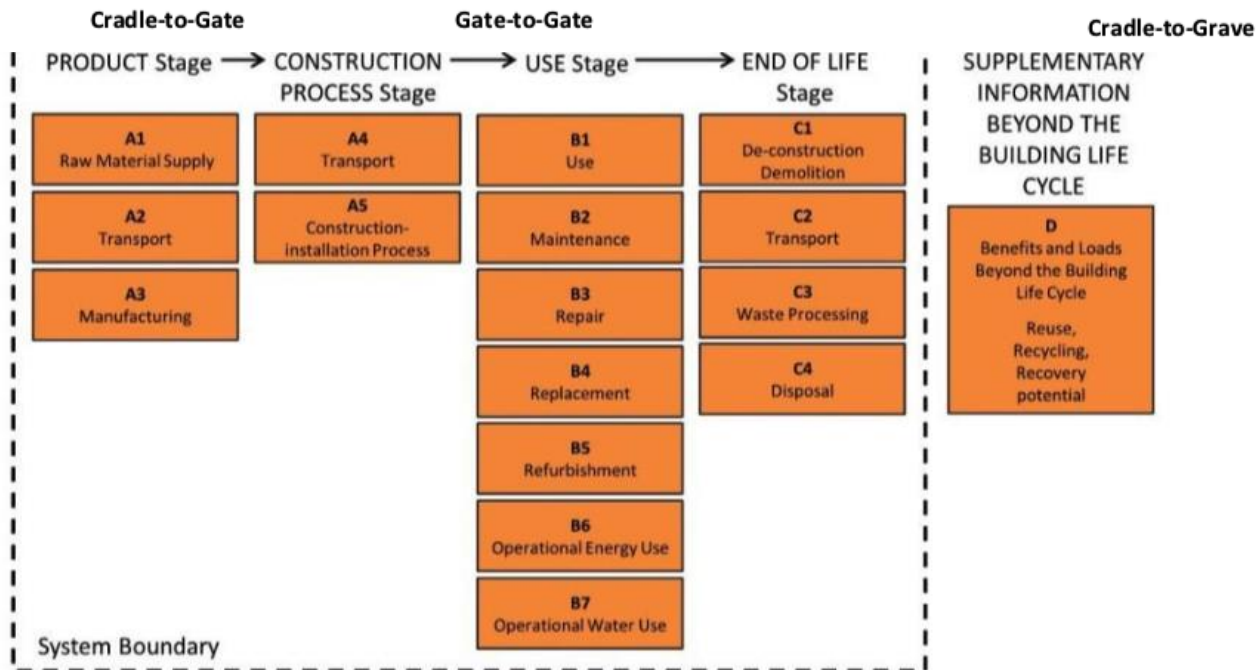 Cradle-to-Gate
Gate-to-Gate
Cradle-to-Grave
PRODUCT Stage
CONSTRUCTION
PROCESS Stage
USE Stage
END OF LIFE
Stage
SUPPLEMENTARY
INFORMATION
BEYOND THE
BUILDING LIFE
CYCLE
A1
Raw Material Supply
A2
Transport
A3
Manufacturing
A4
Transport
A5
Construction-
installation Process
B1
Use
B2
Maintenance
B3
Repair
B4
Replacement
B5
Refurbishment
B6
Operational Energy Use
B7
Operational Water Use
C1
De-construction
Demolition
C2
Transport
C3
Waste Processing
C4
Disposal
D
Benefits and Loads
Beyond the Building
Life Cycle
Reuse,
Recycling,
Recovery
potential
System Boundary